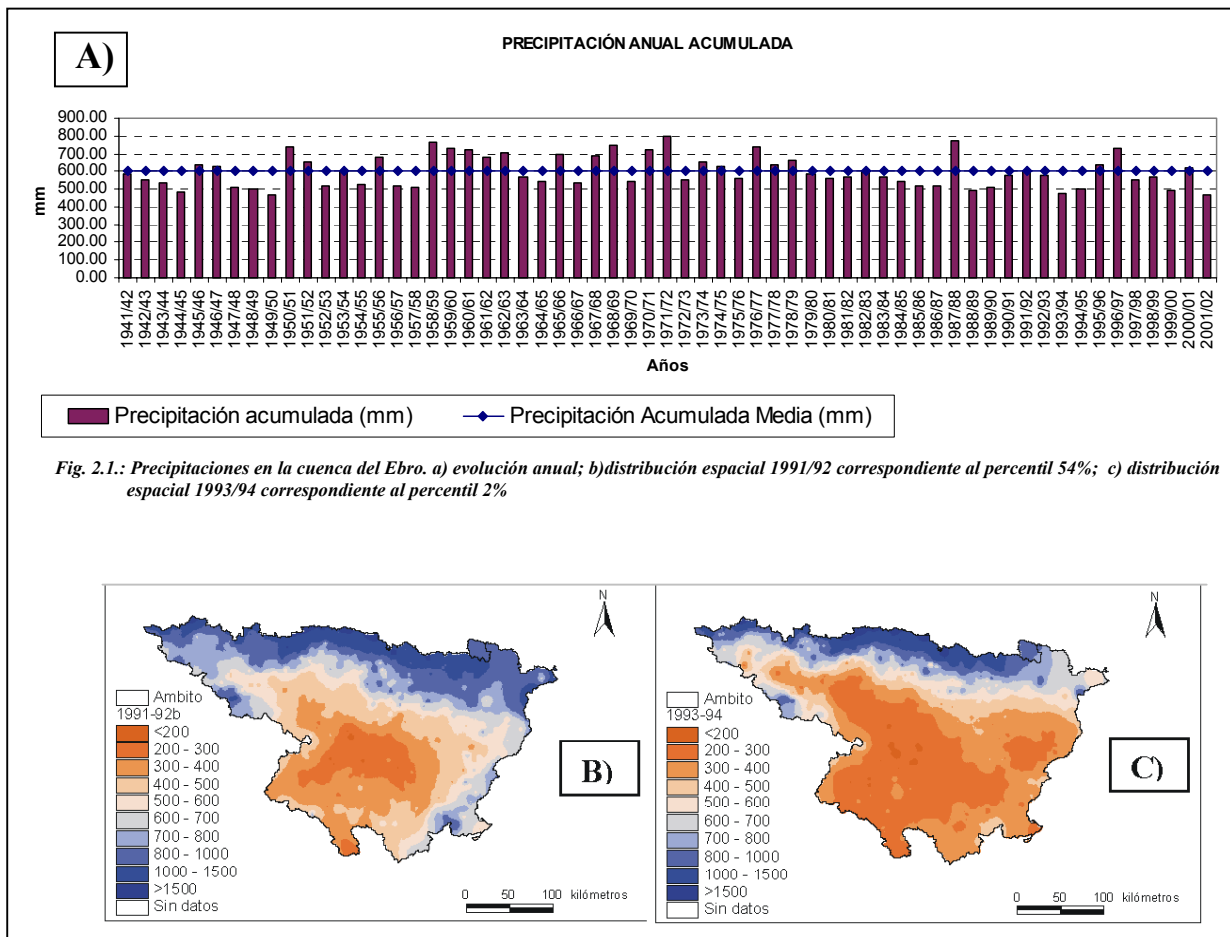 A)
PRECIPITACIÓN ANUAL ACUMULADA
900.00
800.00
700.00
600.00
500.00
400.00
300.00
200.00
100.00
0.00
mm
1941/42
1942/43
1943/44
1944/45
1945/46
1946/47
1947/48
1948/49
1949/50
1950/51
1951/52
1952/53
1953/54
1954/55
1955/56
1956/57
1957/58
1958/59
1959/60
1960/61
1961/62
1962/63
1963/64
1964/65
1965/66
1966/67
1967/68
1968/69
1969/70
1970/71
1971/72
1972/73
1973/74
1974/75
1975/76
1976/77
1977/78
1978/79
1979/80
1980/81
1981/82
1982/83
1983/84
1984/85
1985/86
1986/87
1987/88
1988/89
1989/90
1990/91
1991/92
1992/93
1993/94
1994/95
1995/96
1996/97
1997/98
1998/99
1999/00
2000/01
2001/02
Años
Precipitación acumulada (mm) Precipitación Acumulada Media (mm)
Fig. 2.1.: Precipitaciones en la cuenca del Ebro. a) evolución anual; b)distribución espacial 1991/92 correspondiente al percentil 54%; c) distribución
espacial 1993/94 correspondiente al percentil 2%
N
Ambito
1991-92b
<200
200 - 300
300 - 400
400 - 500
500 - 600
600 - 700
700 - 800
800 - 1000
1000 - 1500
>1500
Sin datos
B)
0 50 100 kilómetros
N
Ambito
1993-94
<200
200 - 300
300 - 400
400 - 500
500 - 600
600 - 700
700 - 800
800 - 1000
1000 - 1500
>1500
Sin datos
C)
0 50 100 kilómetros